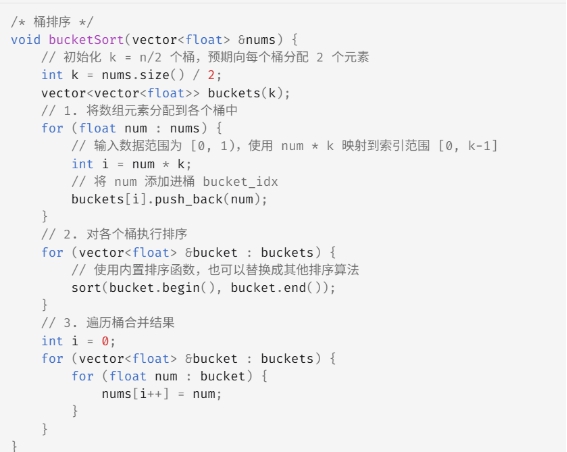 /* 桶排序 */
void bucketSort(vector<float> &nums) {
    // 初始化 k = n/2 个桶，预期向每个桶分配 2 个元素
    int k = nums.size() / 2;
    vector<vector<float>> buckets(k);
    // 1. 将数组元素分配到各个桶中
    for (float num : nums) {
        // 输入数据范围为 [0, 1)，使用 num * k 映射到索引范围 [0, k-1]
        int i = num * k;
        // 将 num 添加进桶 bucket_idx
        buckets[i].push_back(num);
    }
    // 2. 对各个桶执行排序
    for (vector<float> &bucket : buckets) {
        // 使用内置排序函数，也可以替换成其他排序算法
        sort(bucket.begin(), bucket.end());
    }
    // 3. 遍历桶合并结果
    int i = 0;
    for (vector<float> &bucket : buckets) {
        for (float num : bucket) {
            nums[i++] = num;
        }
    }
}